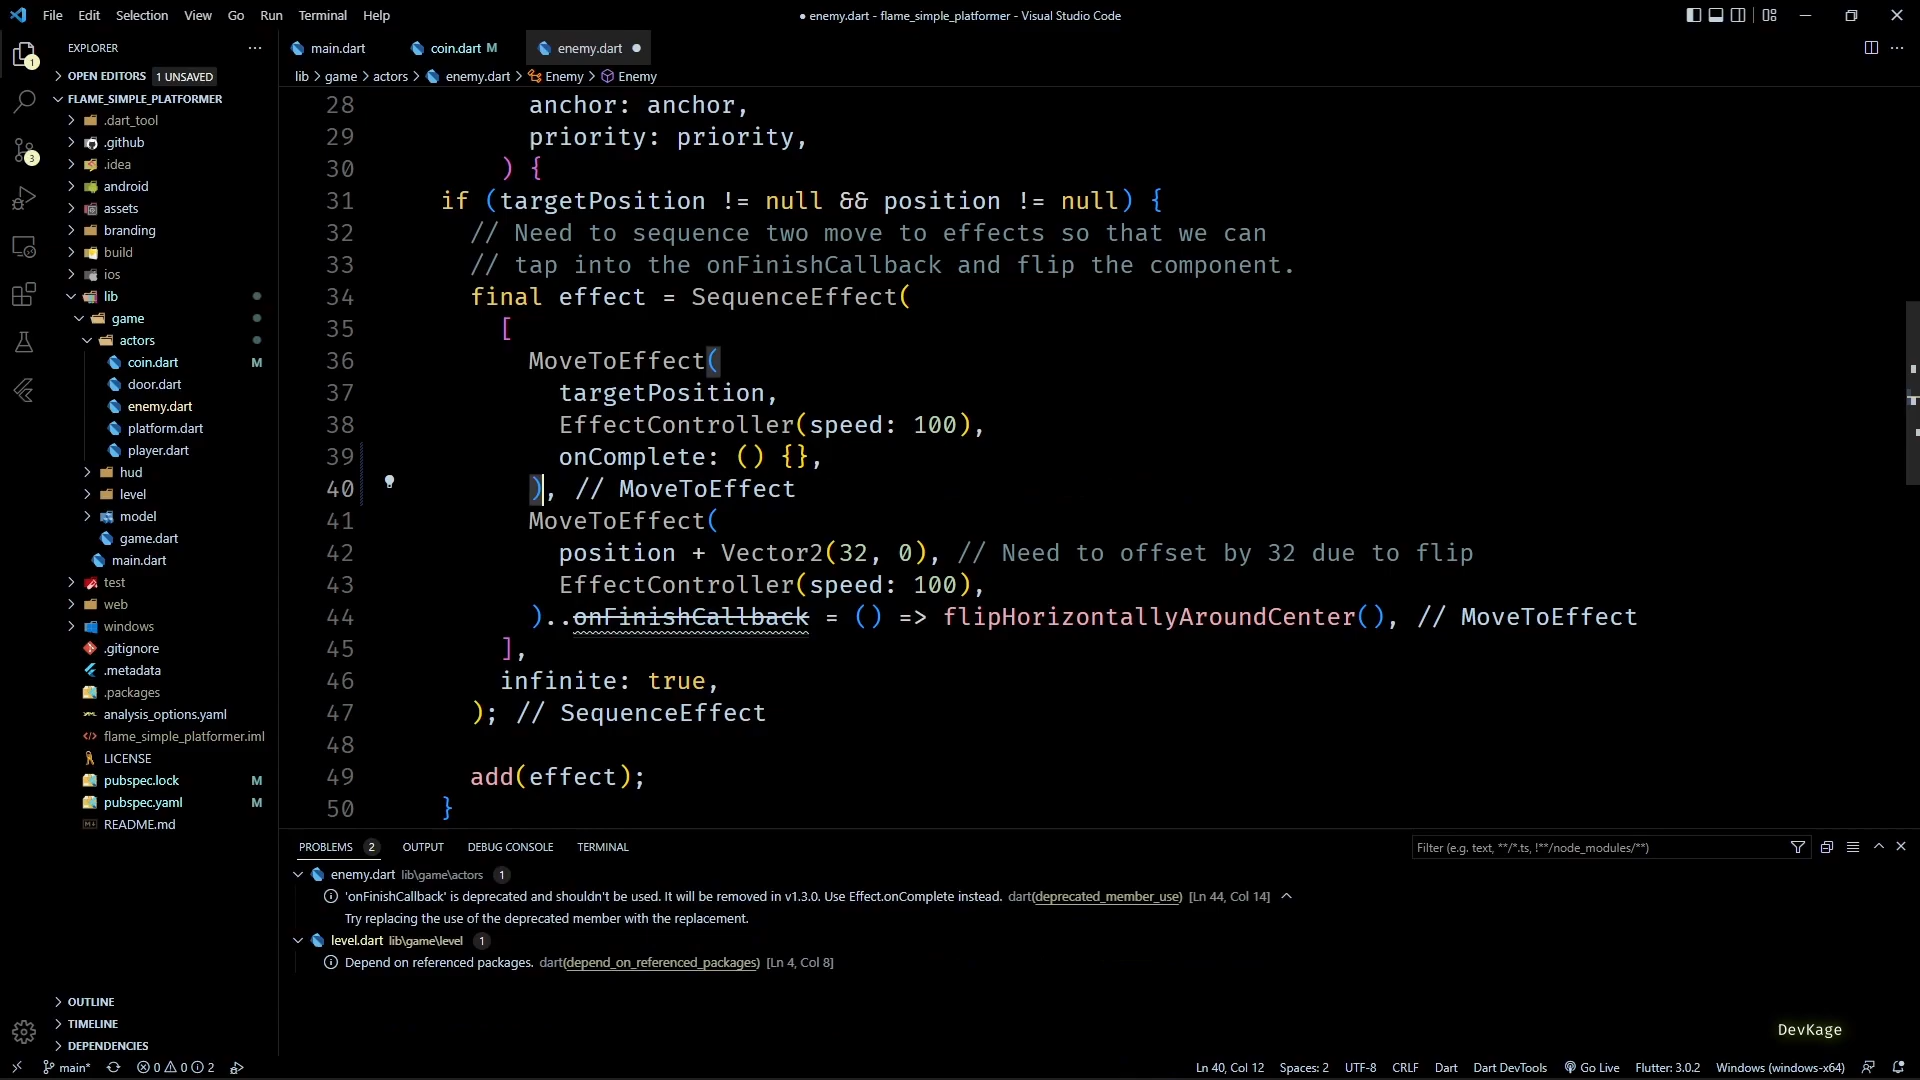 File Edit Selection View Go Run Terminal Help
● enemy.dart - flame_simple_platformer - Visual Studio Code
EXPLORER
OPEN EDITORS 1 UNSAVED
FLAME_SIMPLE_PLATFORMER
.dart_tool
.github
.idea
android
assets
branding
build
ios
lib
game
actors
coin.dart M
door.dart
enemy.dart
platform.dart
player.dart
hud
level
model
game.dart
main.dart
test
web
windows
.gitignore
.metadata
.packages
analysis_options.yaml
flame_simple_platformer.iml
LICENSE
pubspec.lock M
pubspec.yaml M
README.md
OUTLINE
TIMELINE
DEPENDENCIES
1
3
main.dart coin.dart M enemy.dart
lib > game > actors > enemy.dart > Enemy > Enemy
28 anchor: anchor,
29 priority: priority,
30 ) {
31 if (targetPosition != null && position != null) {
32 // Need to sequence two move to effects so that we can
33 // tap into the onFinishCallback and flip the component.
34 final effect = SequenceEffect(
35 [
36 MoveToEffect(
37 targetPosition,
38 EffectController(speed: 100),
39 onComplete: () {},
40 ), // MoveToEffect
41 MoveToEffect(
42 position + Vector2(32, 0), // Need to offset by 32 due to flip
43 EffectController(speed: 100),
44 )..onFinishCallback = () => flipHorizontallyAroundCenter(), // MoveToEffect
45 ],
46 infinite: true,
47 ); // SequenceEffect
48
49 add(effect);
50 }
PROBLEMS 2 OUTPUT DEBUG CONSOLE TERMINAL
Filter (e.g. text, **/*.ts, !**/node_modules/**)
enemy.dart lib\game\actors 1
'onFinishCallback' is deprecated and shouldn't be used. It will be removed in v1.3.0. Use Effect.onComplete instead. dart(deprecated_member_use) [Ln 44, Col 14]
Try replacing the use of the deprecated member with the replacement.
level.dart lib\game\level 1
Depend on referenced packages. dart(depend_on_referenced_packages) [Ln 4, Col 8]
DevKage
main* 0 0 2
Ln 40, Col 12 Spaces: 2 UTF-8 CRLF Dart Dart DevTools Go Live Flutter: 3.0.2 Windows (windows-x64)